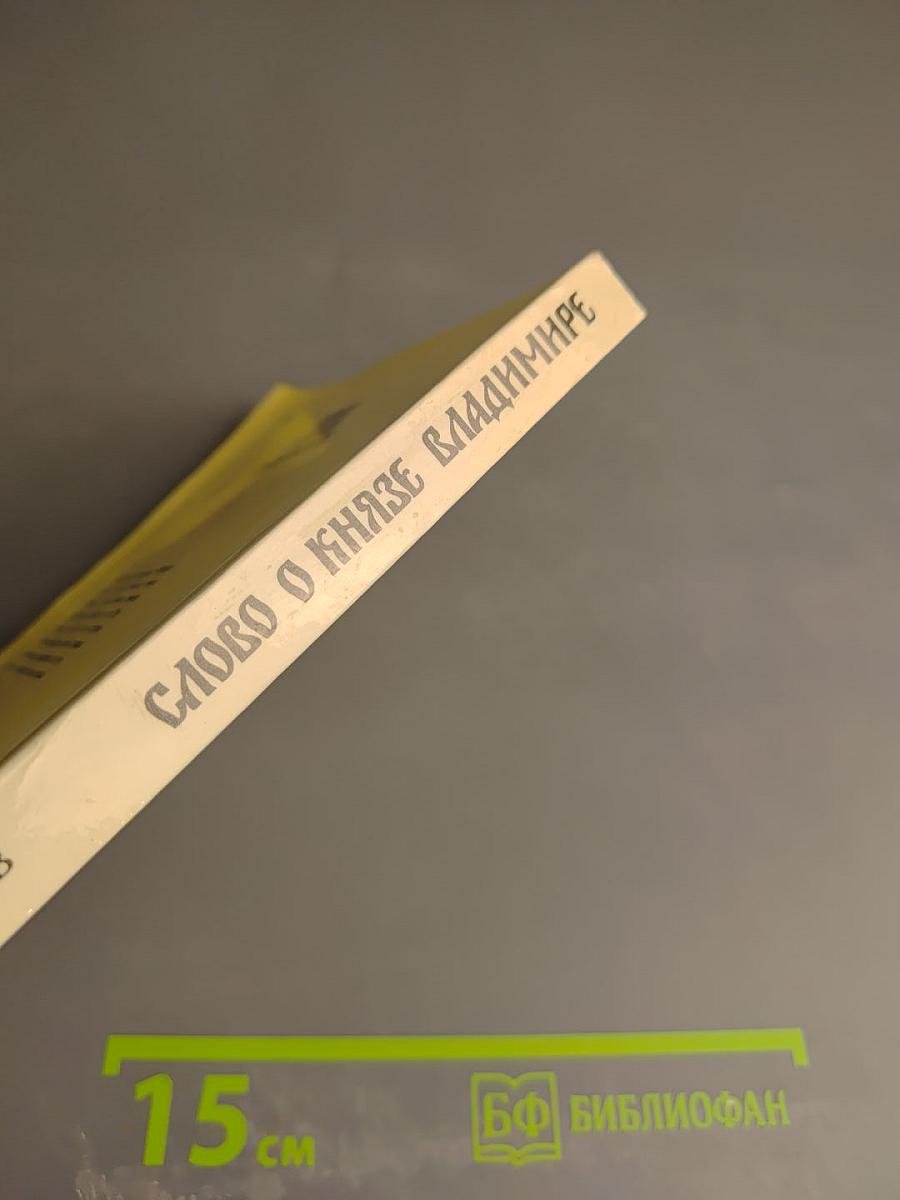 СЛОВО О КНЯЗЕ ВЛАДИМИРЕ
15 см
БФ БИБЛИОФАН